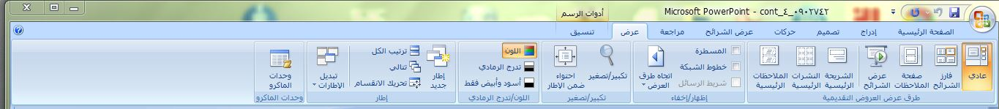 أدوات الرسم
Microsoft PowerPoint - cont_٤_٠٩٠٢٧٤٢
الصفحة الرئيسية
إدراج
تصميم
حركات
عرض الشرائح
مراجعة
عرض
تنسيق
عادي
فارز الشرائح
صفحة الملاحظات
عرض الشرائح
الشريحة الرئيسية
النشرات الرئيسية
الملاحظات الرئيسية
طرق عرض العروض التقديمية
المسطرة
خطوط الشبكة
شريط الرسائل
اتجاه طرق العرض
إظهار/إخفاء
تكبير/تصغير
احتواء ضمن الإطار
تكبير/تصغير
اللون
تدرج الرمادي
أسود وأبيض فقط
اللون/تدرج الرمادي
إطار جديد
ترتيب الكل
تتالي
تحريك الانقسام
تبديل الإطارات
إطار
وحدات الماكرو
وحدات الماكرو